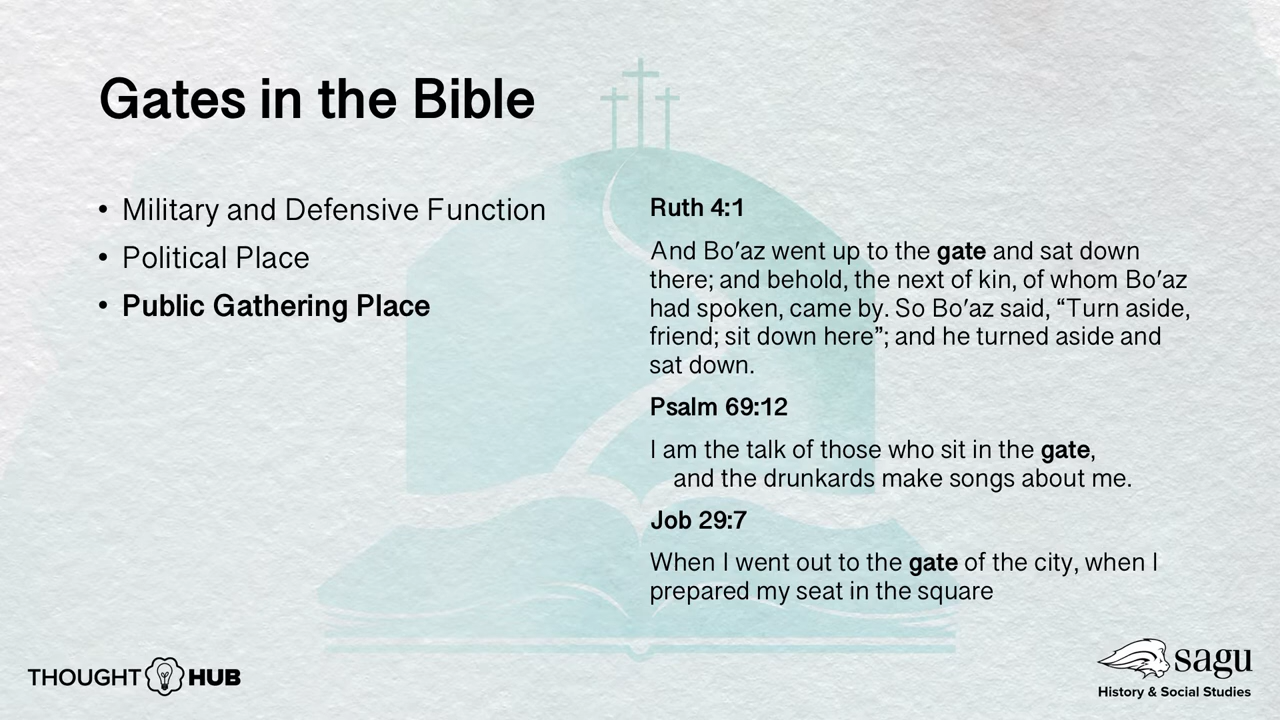 Gates in the Bible
• Military and Defensive Function
• Political Place
• Public Gathering Place
Ruth 4:1
And Bo′az went up to the gate and sat down
there; and behold, the next of kin, of whom Bo′az
had spoken, came by. So Bo′az said, “Turn aside,
friend; sit down here”; and he turned aside and
sat down.
Psalm 69:12
I am the talk of those who sit in the gate,
and the drunkards make songs about me.
Job 29:7
When I went out to the gate of the city, when I
prepared my seat in the square
THOUGHT HUB
sagu
History & Social Studies